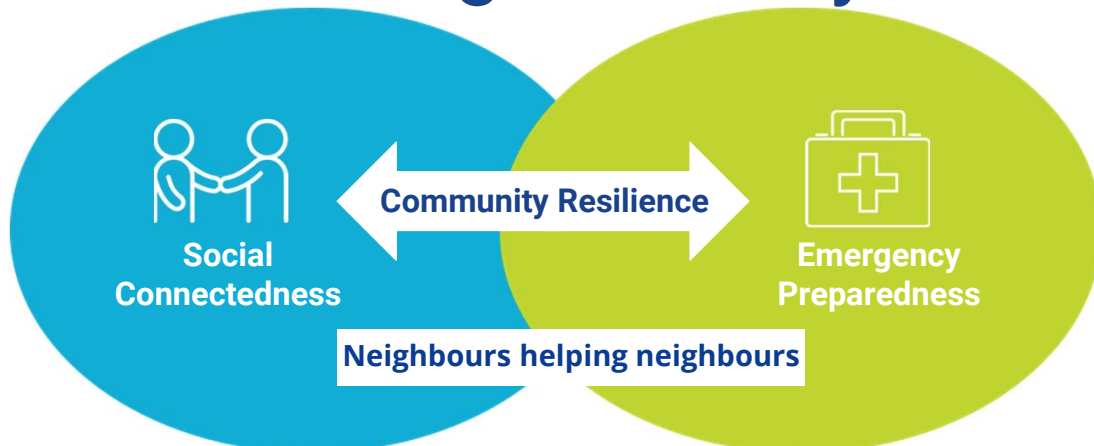 Community Resilience
Social
Connectedness
Emergency
Preparedness
Neighbours helping neighbours